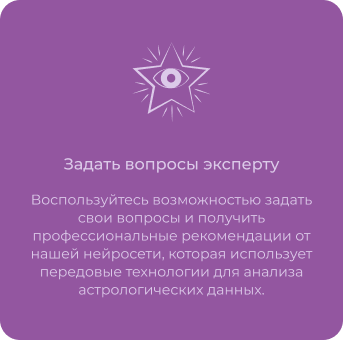 Задать вопросы эксперту
Воспользуйтесь возможностью задать
свои вопросы и получить
профессиональные рекомендации от
нашей нейросети, которая использует
передовые технологии для анализа
астрологических данных.